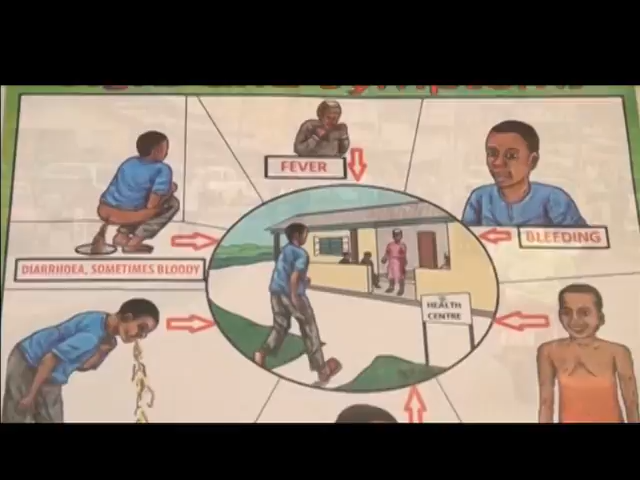 FEVER
BLEEDING
DIARRHOEA, SOMETIMES BLOODY
HEALTH
CENTRE